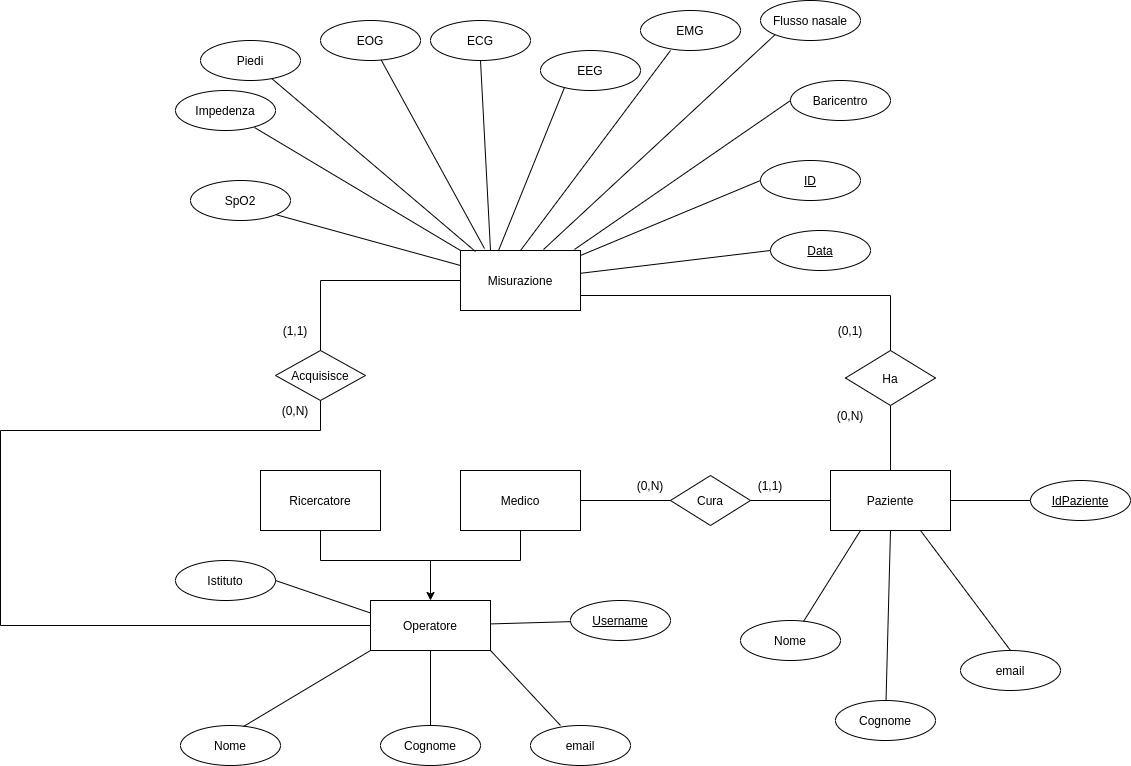 Flusso nasale
EMG
EOG
ECG
Piedi
EEG
Impedenza
Baricentro
ID
SpO2
Data
Misurazione
(1,1)
(0,1)
Acquisisce
Ha
(0,N)
(0,N)
Ricercatore
Medico
(0,N)
Cura
(1,1)
Paziente
IdPaziente
Istituto
Operatore
Username
Nome
email
Cognome
Nome
Cognome
email